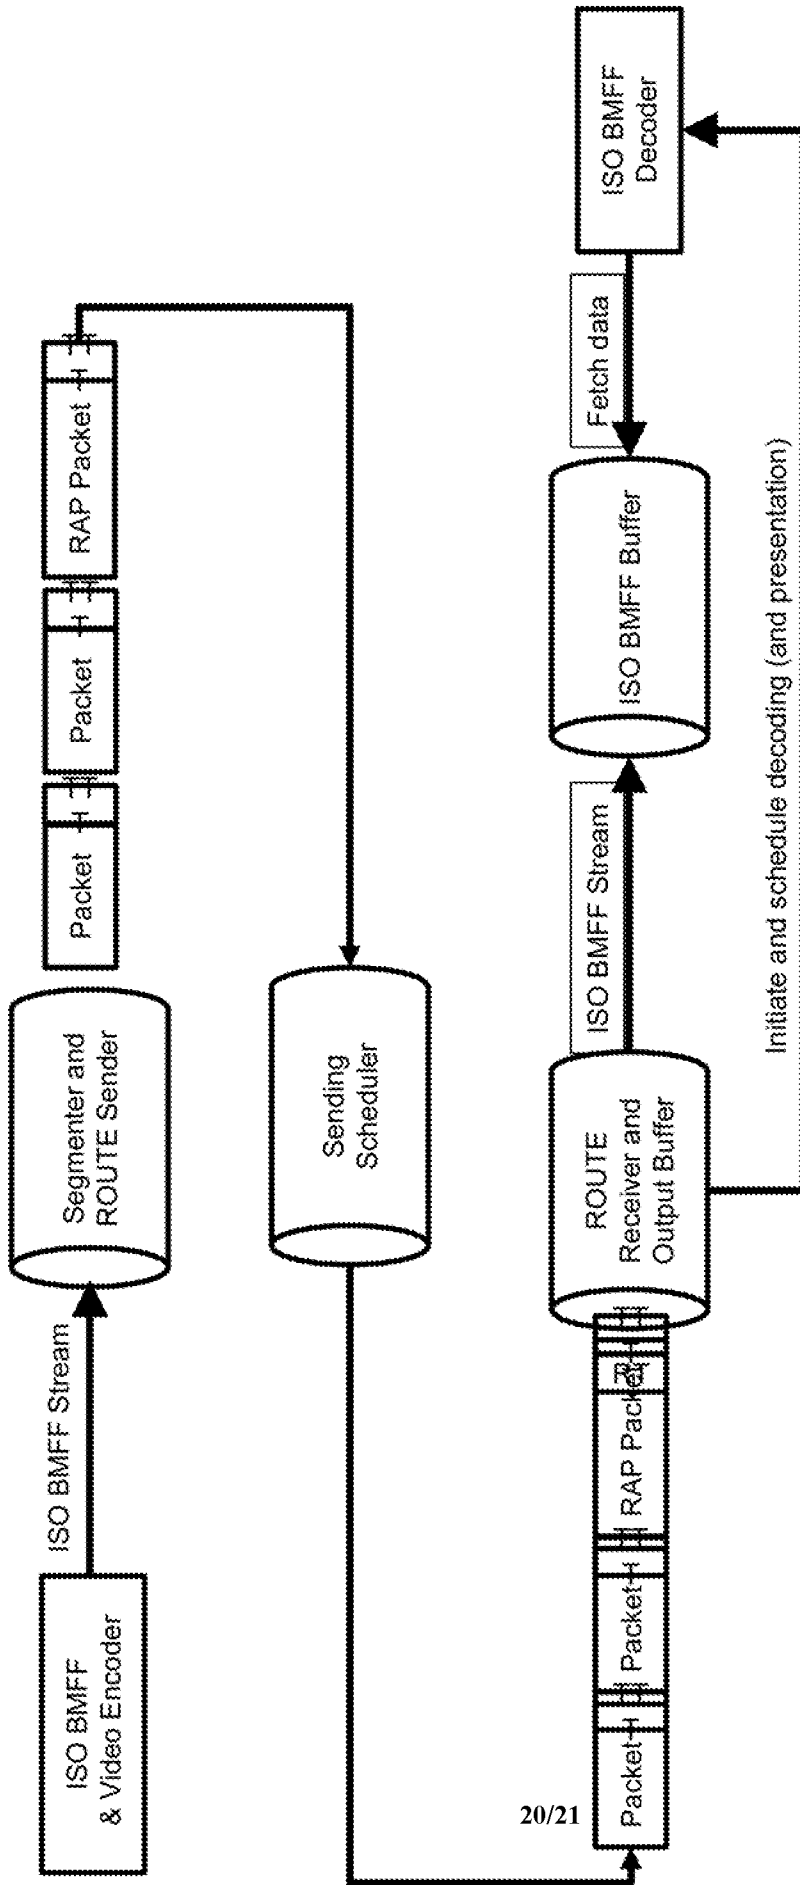 ISO BMFF
& Video Encoder
ISO BMFF Stream
Segmenter and
ROUTE Sender
Packet
H
Packet
H
RAP Packet
H
Sending
Scheduler
Packet
H
Packet
H
RAP Packet
ROUTE
Receiver and
Output Buffer
ISO BMFF Stream
ISO BMFF Buffer
Fetch data
ISO BMFF
Decoder
Initiate and schedule decoding (and presentation)
20/21